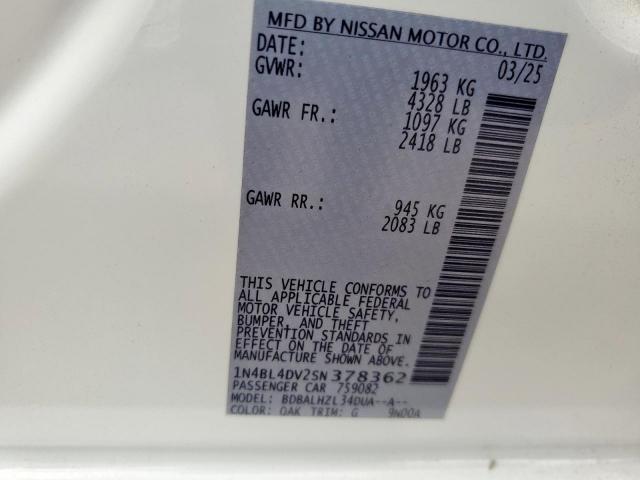 MFD BY NISSAN MOTOR CO., LTD.
DATE: 03/25
GVWR: 1963 KG
4328 LB
GAWR FR.: 1097 KG
2418 LB
GAWR RR.: 945 KG
2083 LB
THIS VEHICLE CONFORMS TO
ALL APPLICABLE FEDERAL
MOTOR VEHICLE SAFETY,
BUMPER, AND THEFT
PREVENTION STANDARDS IN
EFFECT ON THE DATE OF
MANUFACTURE SHOWN ABOVE.
1N4BL4DV2SN378362
PASSENGER CAR 759082
MODEL: BDBALHZL34DUA--A--
COLOR: QAK TRIM: G 9N00A